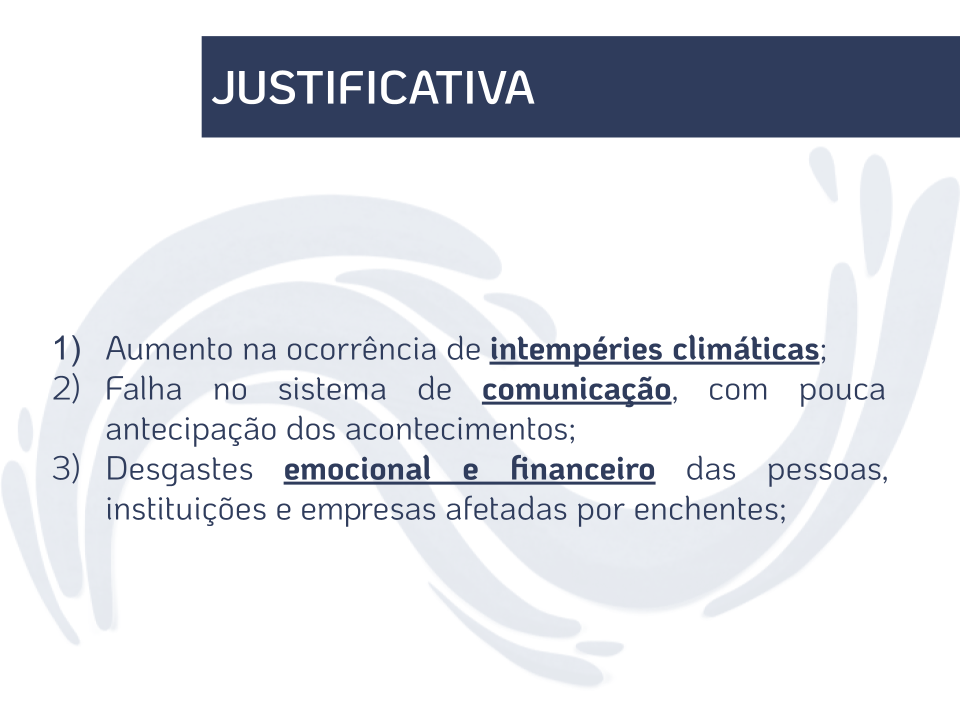 JUSTIFICATIVA
1) Aumento na ocorrência de intempéries climáticas;
2) Falha no sistema de comunicação, com pouca
antecipação dos acontecimentos;
3) Desgastes emocional e financeiro das pessoas,
instituições e empresas afetadas por enchentes;